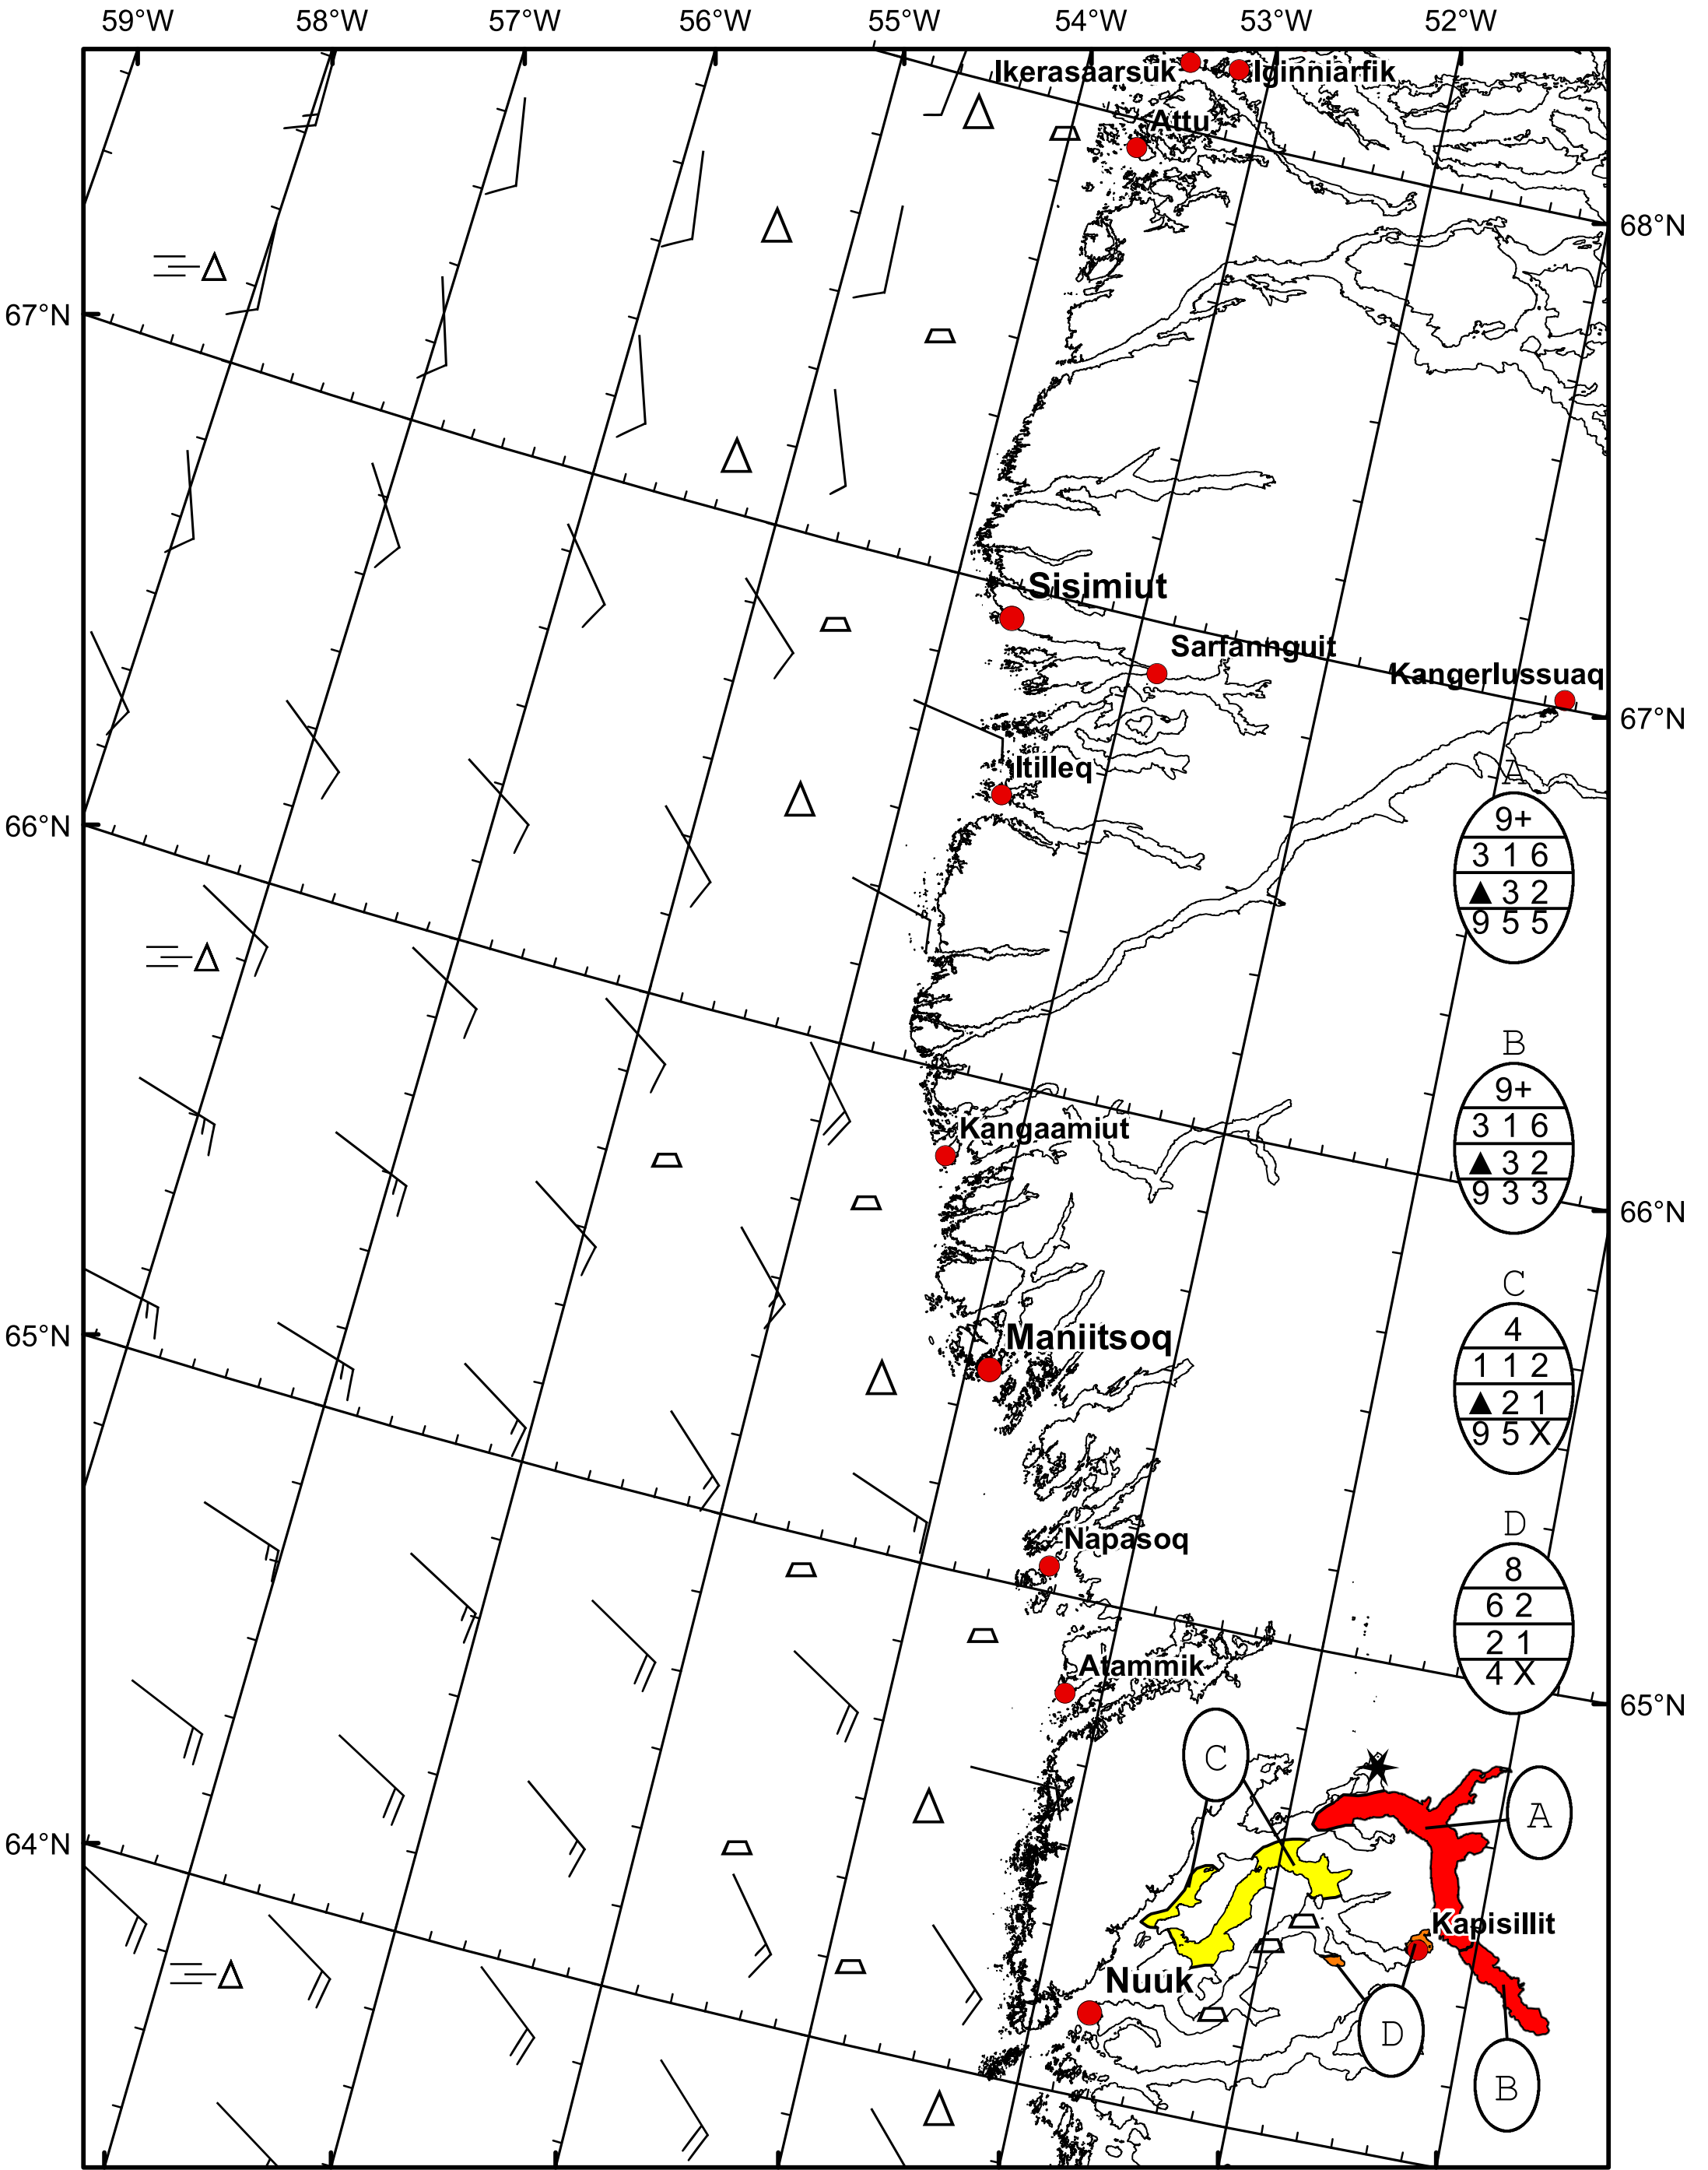 59°W 58°W 57°W 56°W 55°W 54°W 53°W 52°W
Ikerasaarsuk Iginniarfik
Attu
68°N
67°N
Sisimiut
Sarfannguit
Kangerlussuaq
67°N
Itilleq
A
9+
3 1 6
▲ 3 2
9 5 5
66°N
B
9+
3 1 6
▲ 3 2
9 3 3
Kangaamiut
66°N
C
4
1 1 2
▲ 2 1
9 5 X
65°N
Maniitsoq
D
8
6 2
2 1
4 X
Napasoq
Atammik
65°N
C
A
64°N
Kapisillit
Nuuk
D
B